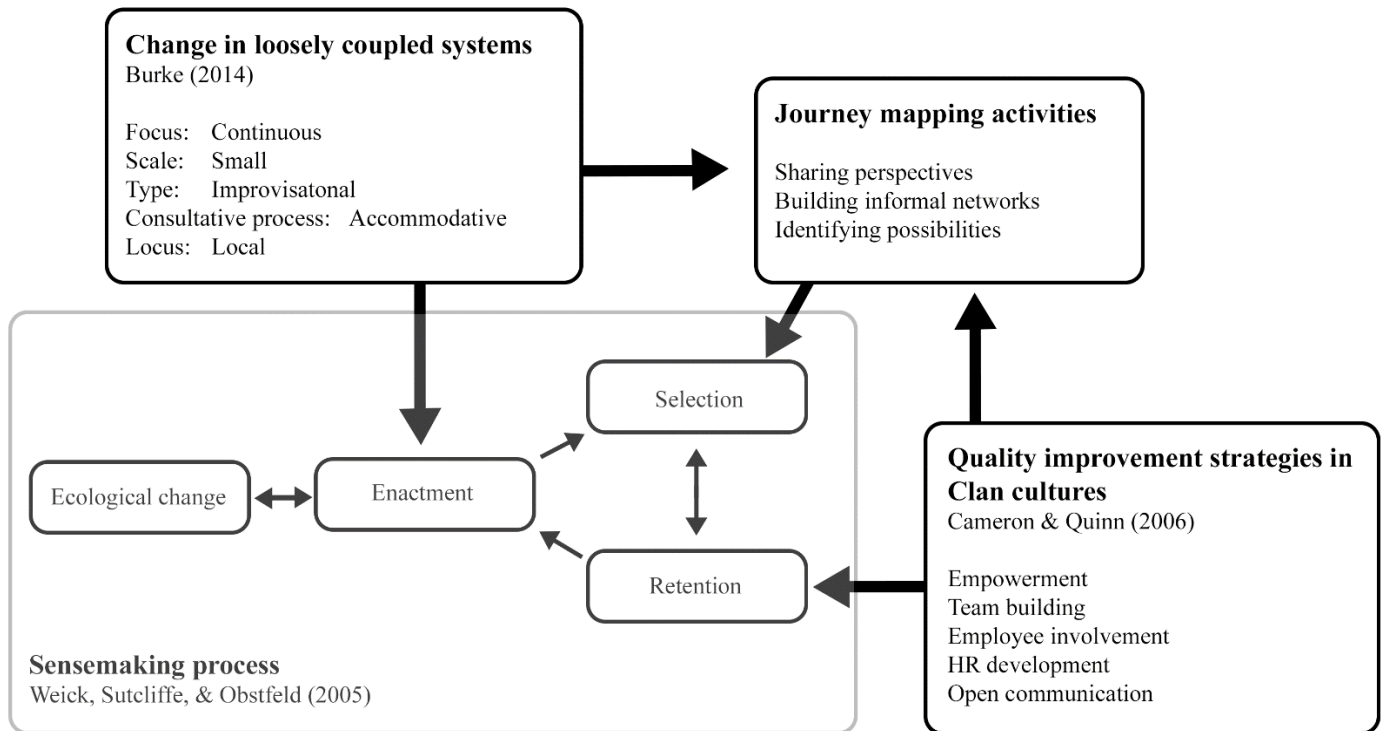 Change in loosely coupled systems
Burke (2014)
Focus: Continuous
Scale: Small
Type: Improvisatonal
Consultative process: Accommodative
Locus: Local
Journey mapping activities
Sharing perspectives
Building informal networks
Identifying possibilities
Selection
Ecological change
Enactment
Retention
Sensemaking process
Weick, Sutcliffe, & Obstfeld (2005)
Quality improvement strategies in
Clan cultures
Cameron & Quinn (2006)
Empowerment
Team building
Employee involvement
HR development
Open communication